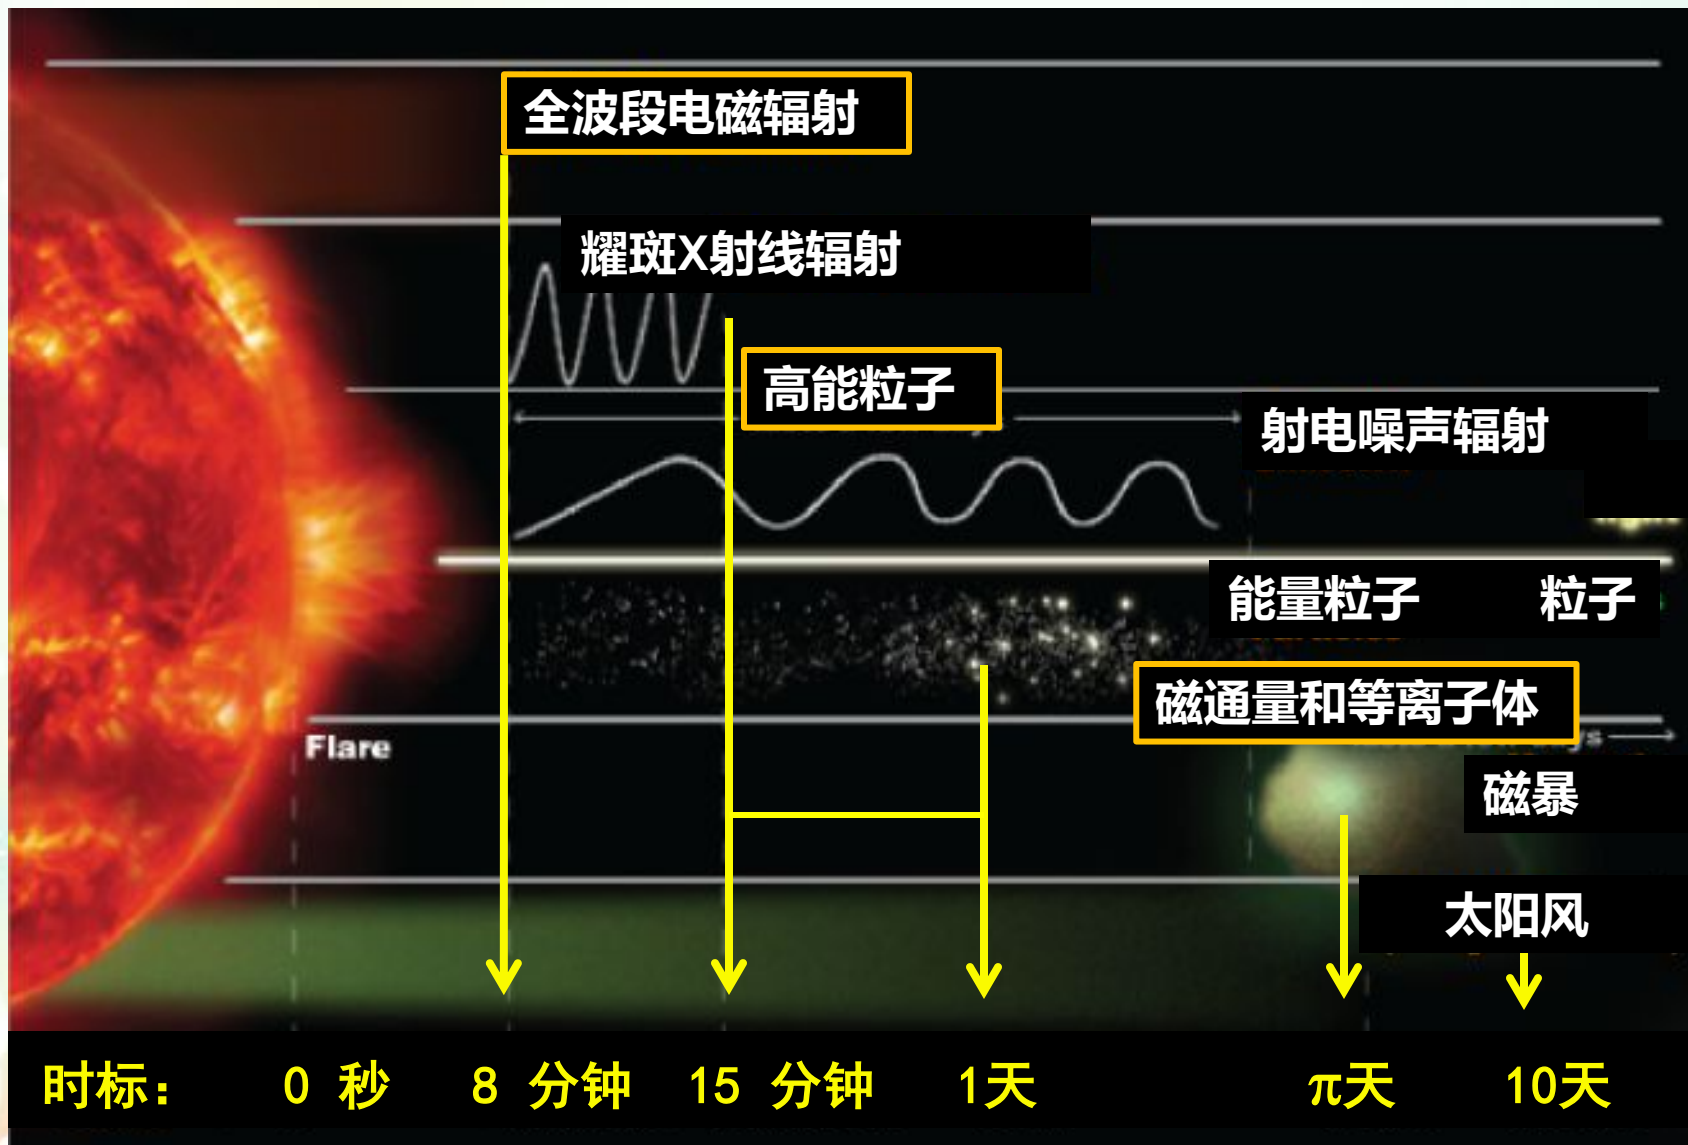 全波段电磁辐射
耀斑X射线辐射
高能粒子
射电噪声辐射
能量粒子 粒子
磁通量和等离子体
Flare
磁暴
太阳风
时标： 0 秒 8 分钟 15 分钟 1天 π天 10天